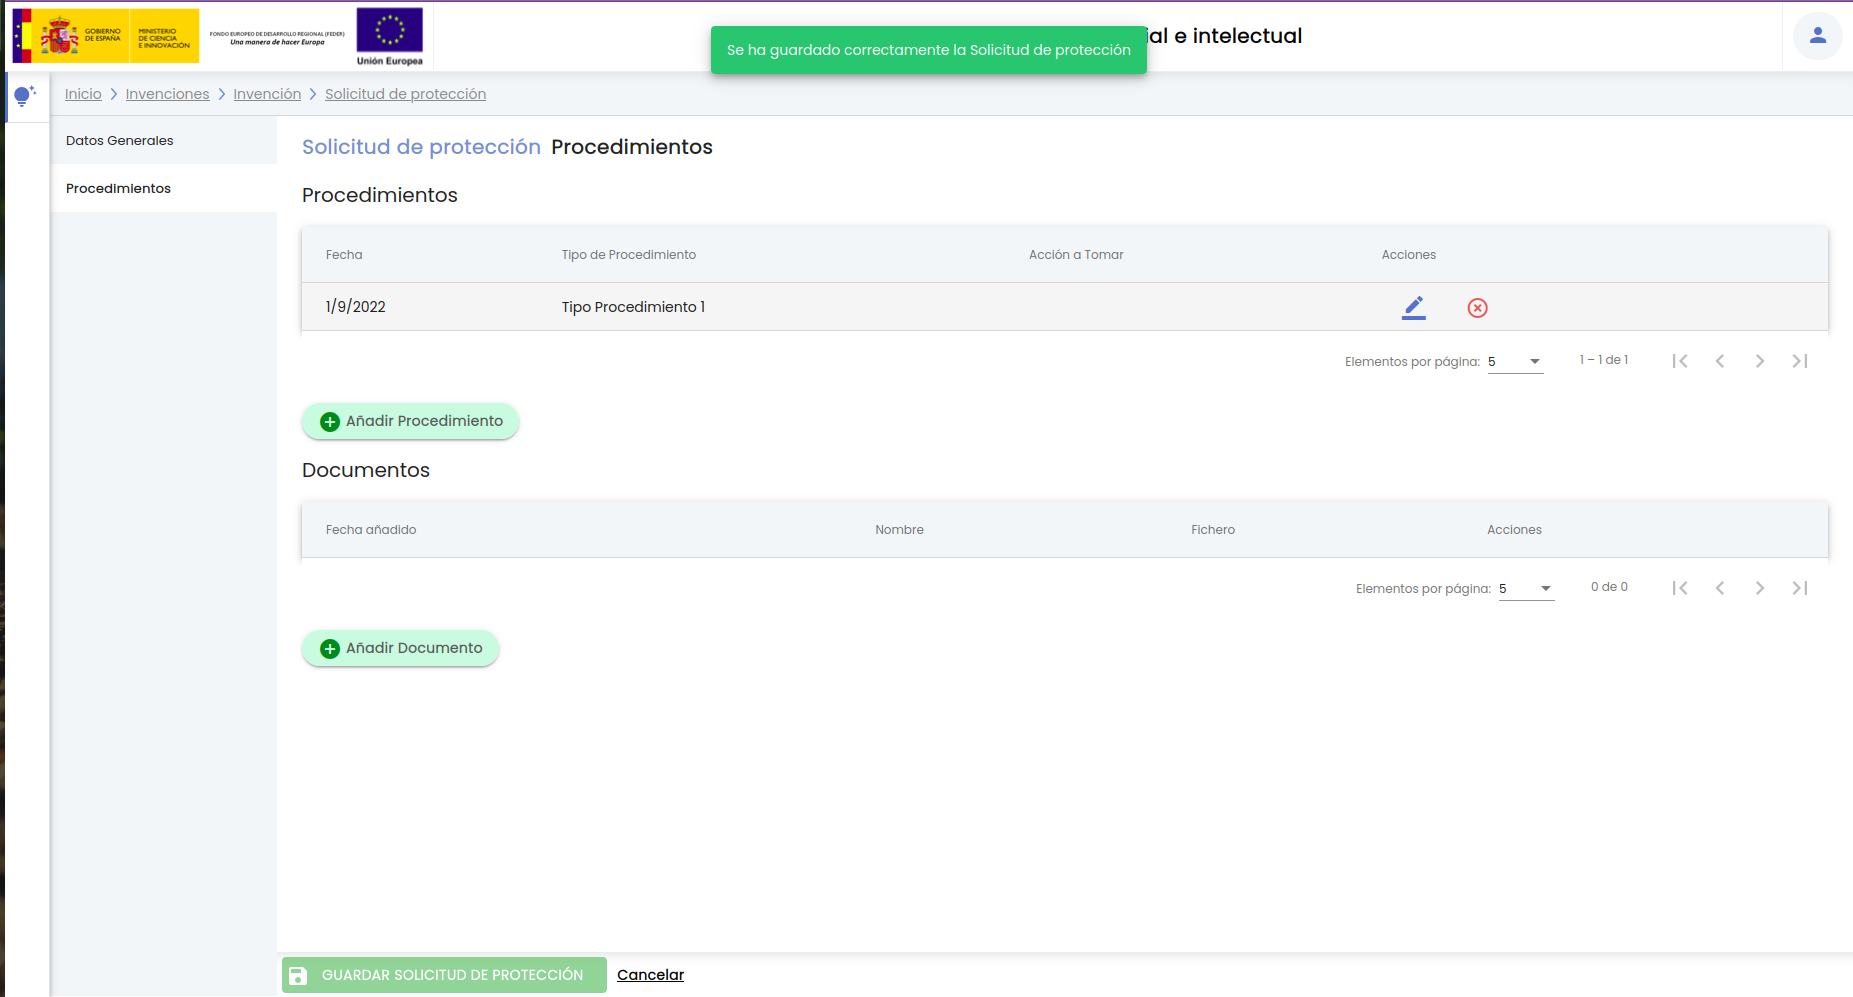 GOBIERNO
DE ESPAÑA
MINISTERIO
DE CIENCIA
E INNOVACIÓN
FONDO EUROPEO DE DESARROLLO REGIONAL (FEDER)
Una manera de hacer Europa
Unión Europea
Se ha guardado correctamente la Solicitud de protección
ial e intelectual
Inicio > Invenciones > Invención > Solicitud de protección
Datos Generales
Procedimientos
Solicitud de protección Procedimientos
Procedimientos
Fecha Tipo de Procedimiento Acción a Tomar Acciones
1/9/2022 Tipo Procedimiento 1
Elementos por página: 5 1 – 1 de 1
Añadir Procedimiento
Documentos
Fecha añadido Nombre Fichero Acciones
Elementos por página: 5 0 de 0
Añadir Documento
GUARDAR SOLICITUD DE PROTECCIÓN Cancelar